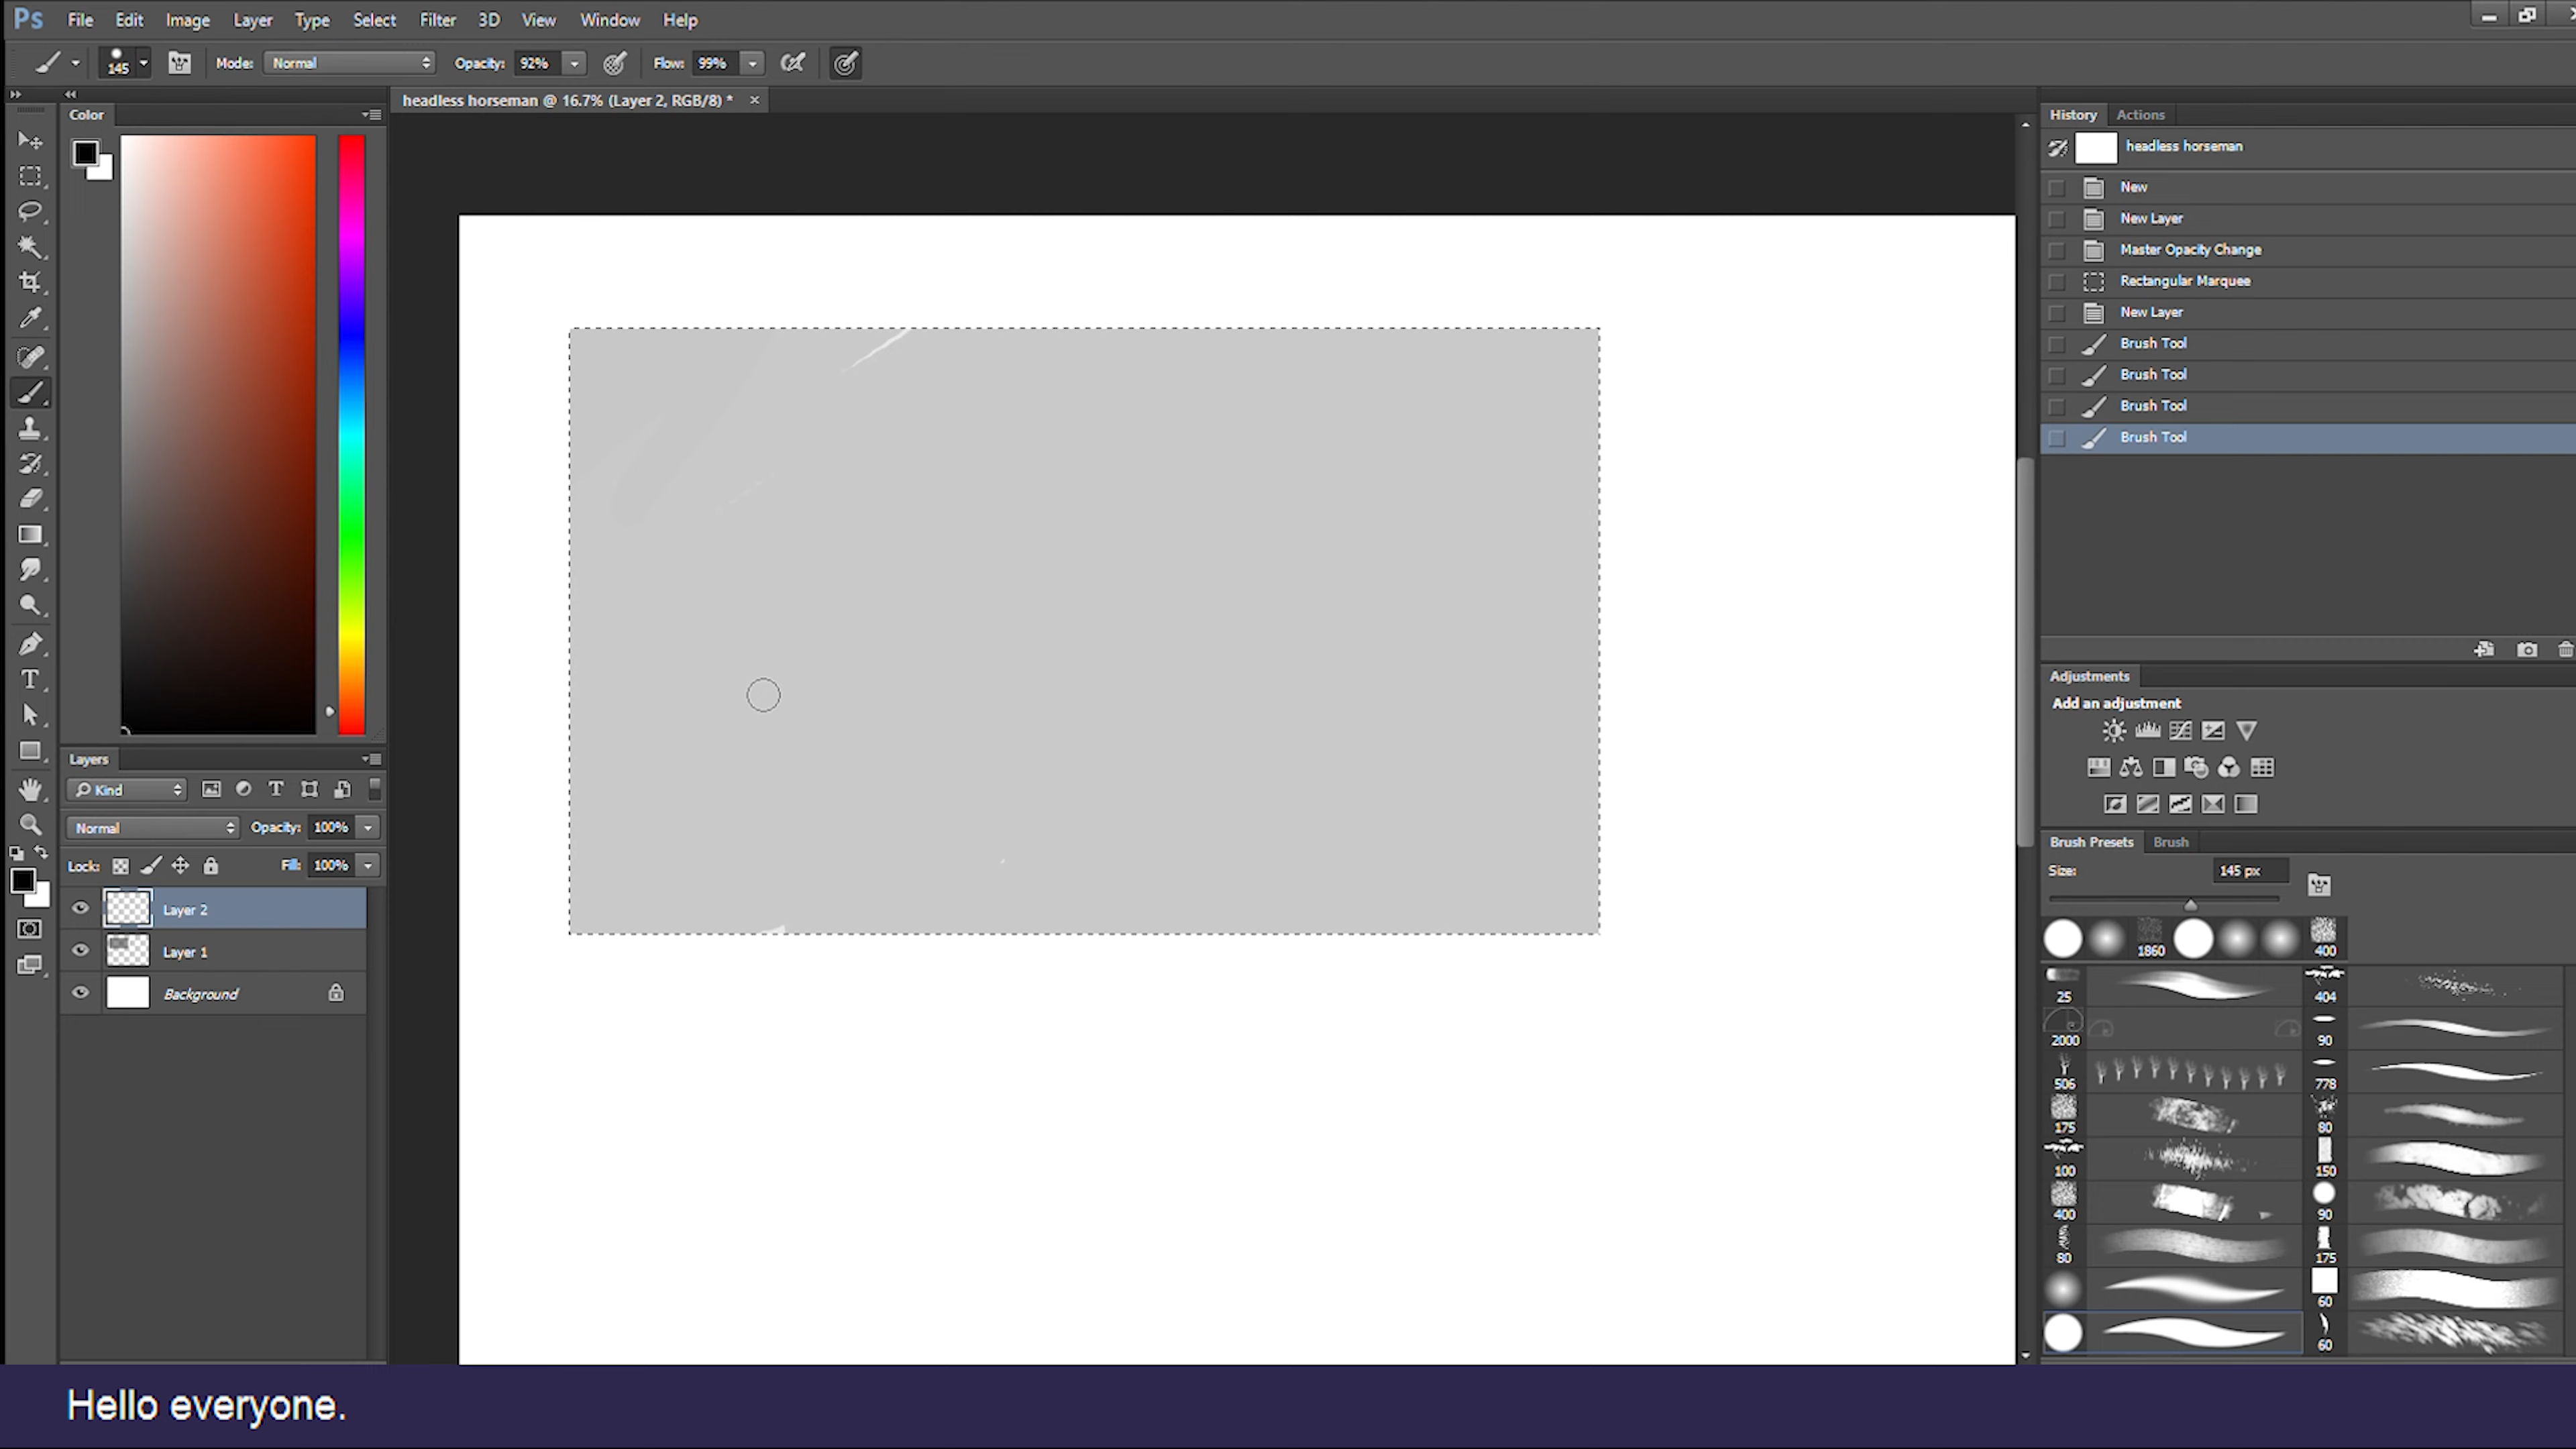 Ps File Edit Image Layer Type Select Filter 3D View Window Help
145 Mode: Normal Opacity: 92% Flow: 99%
Color
headless horseman @ 16.7% (Layer 2, RGB/8) * ×
History Actions
headless horseman
New
New Layer
Master Opacity Change
Rectangular Marquee
New Layer
Brush Tool
Brush Tool
Brush Tool
Brush Tool
Adjustments
Add an adjustment
Layers
Kind
Normal Opacity: 100%
Lock: Fill: 100%
Layer 2
Layer 1
Background
Brush Presets Brush
Size: 145 px
1860 400
25 404
2000 90
506 778
175 80
100 150
400 90
80 175
60
60
Hello everyone.